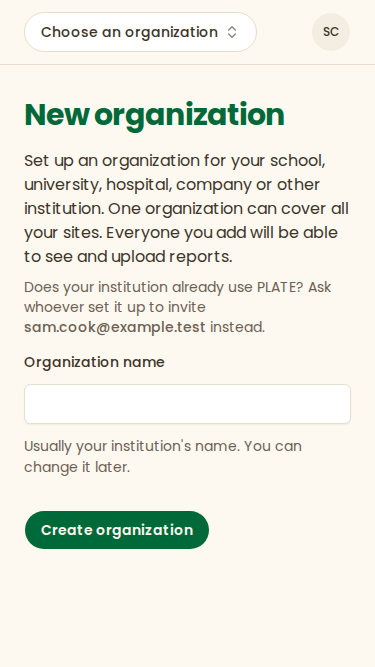 Choose an organization
SC
New organization
Set up an organization for your school,
university, hospital, company or other
institution. One organization can cover all
your sites. Everyone you add will be able
to see and upload reports.
Does your institution already use PLATE? Ask
whoever set it up to invite
sam.cook@example.test instead.
Organization name
Usually your institution's name. You can
change it later.
Create organization